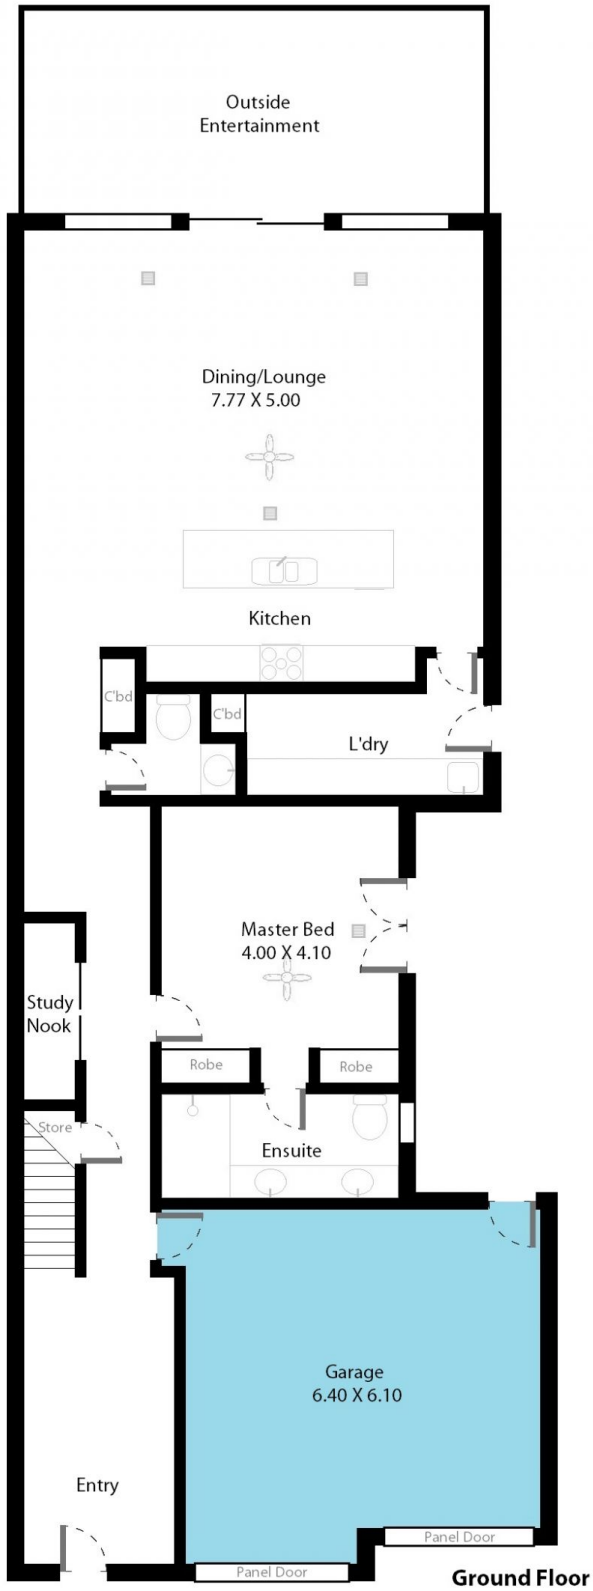 Outside
Entertainment
Dining/Lounge
7.77 X 5.00
Kitchen
C'bd
C'bd
L'dry
Master Bed
4.00 X 4.10
Study
Nook
Robe
Robe
Store
Ensuite
Garage
6.40 X 6.10
Entry
Panel Door
Panel Door
Ground Floor